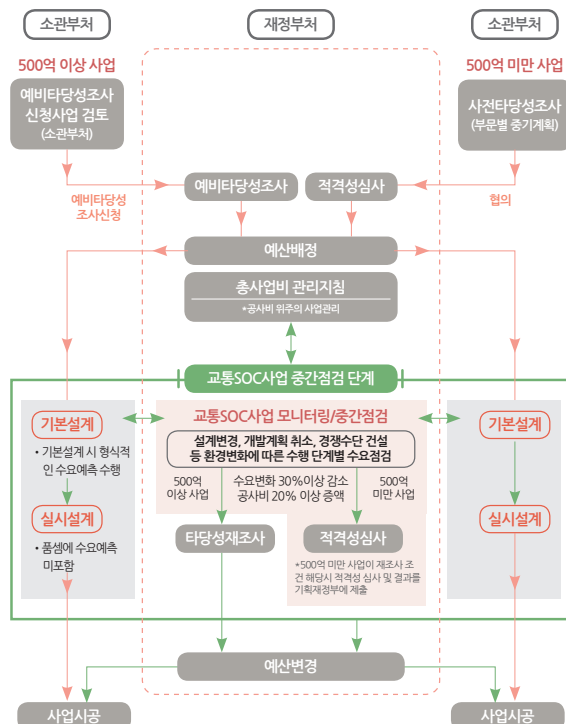 소관부처
재정부처
소관부처
500억 이상 사업
500억 미만 사업
예비타당성조사
신청사업 검토
(소관부처)
사전타당성조사
(부문별 중기계획)
예비타당성조사
적격성심사
예비타당성
조사신청
협의
예산배정
총사업비 관리지침
*공사비 위주의 사업관리
교통SOC사업 중간점검 단계
교통SOC사업 모니터링/중간점검
기본설계
기본설계
설계변경, 개발계획 취소, 경쟁수단 건설
등 환경변화에 따른 수행 단계별 수요점검
• 기본설계 시 형식적
인 수요예측 수행
500억
이상 사업
수요변화 30%이상 감소
공사비 20% 이상 증액
500억
미만 사업
실시설계
실시설계
타당성재조사
적격성심사
• 품셈에 수요예측
미포함
*500억 미만 사업이 재조사 조
건 해당시 적격성 심사 및 결과를
기획재정부에 제출
예산변경
사업시공
사업시공